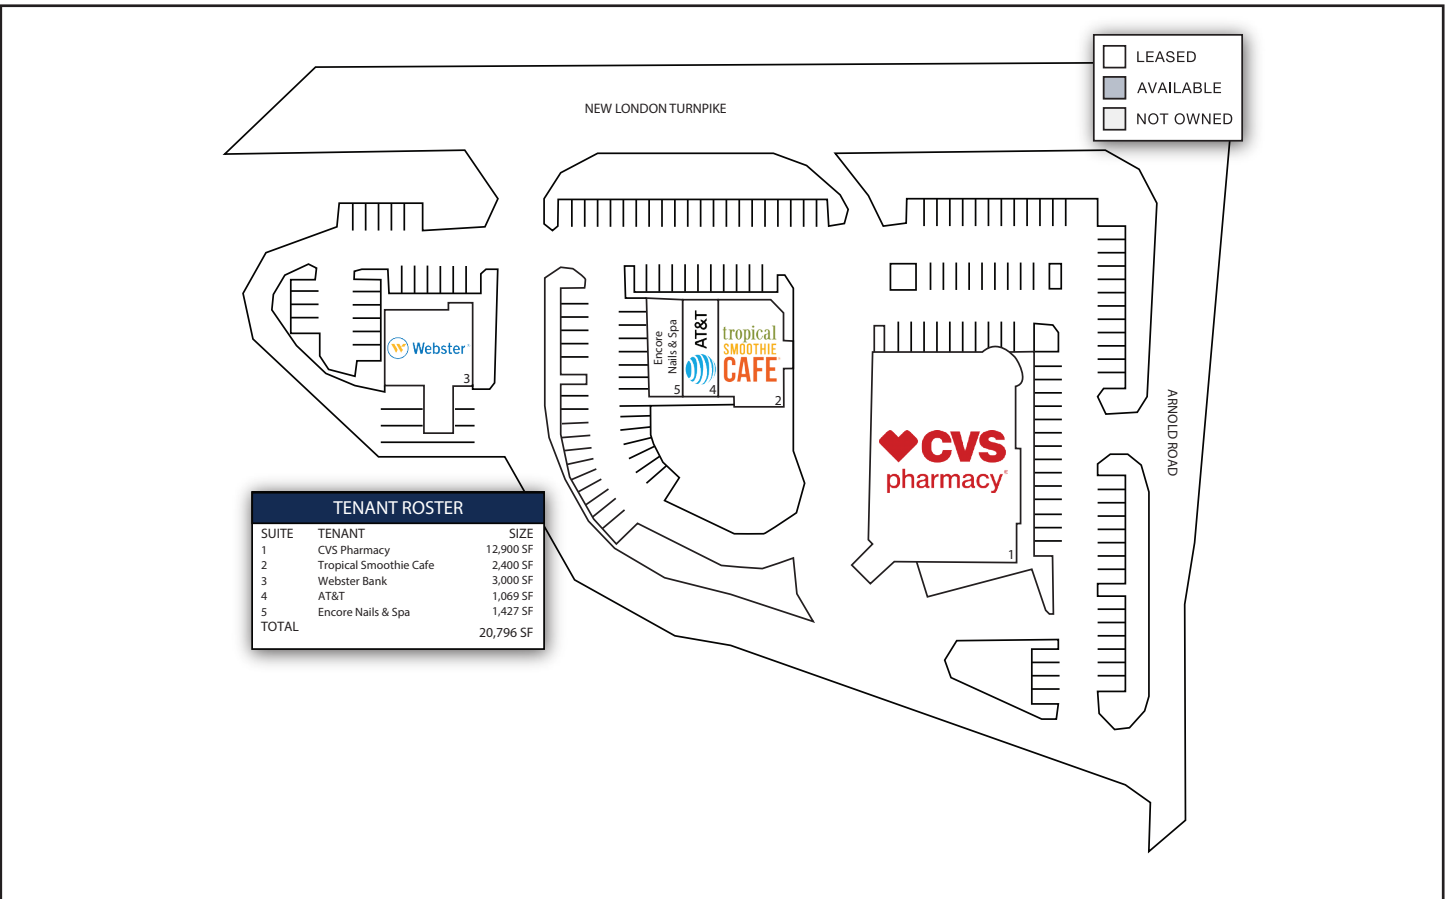 LEASED
AVAILABLE
NOT OWNED
NEW LONDON TURNPIKE
ARNOLD ROAD
Webster
3
Encore
Nails & Spa
5
AT&T
4
tropical
SMOOTHIE
CAFE
2
CVS
pharmacy
1
TENANT ROSTER
SUITE TENANT SIZE
1 CVS Pharmacy 12,900 SF
2 Tropical Smoothie Cafe 2,400 SF
3 Webster Bank 3,000 SF
4 AT&T 1,069 SF
5 Encore Nails & Spa 1,427 SF
TOTAL 20,796 SF